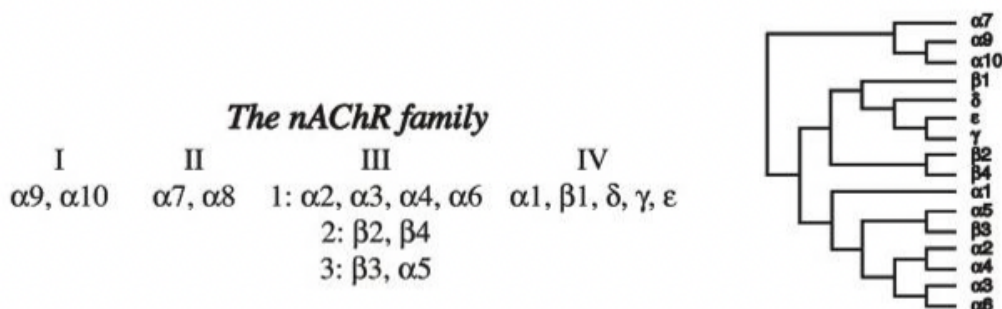 The nAChR family
I II III IV
α9, α10 α7, α8 1: α2, α3, α4, α6 α1, β1, δ, γ, ε
2: β2, β4
3: β3, α5
α7
α9
α10
β1
δ
ε
γ
β2
β4
α1
α5
β3
α2
α4
α3
α6